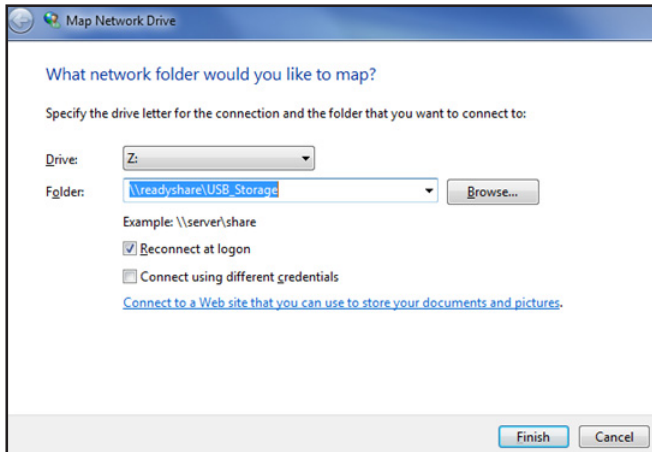 Map Network Drive
What network folder would you like to map?
Specify the drive letter for the connection and the folder that you want to connect to:
Drive: Z:
Folder: \\readyshare\USB_Storage Browse...
Example: \\server\share
Reconnect at logon
Connect using different credentials
Connect to a Web site that you can use to store your documents and pictures.
Finish Cancel